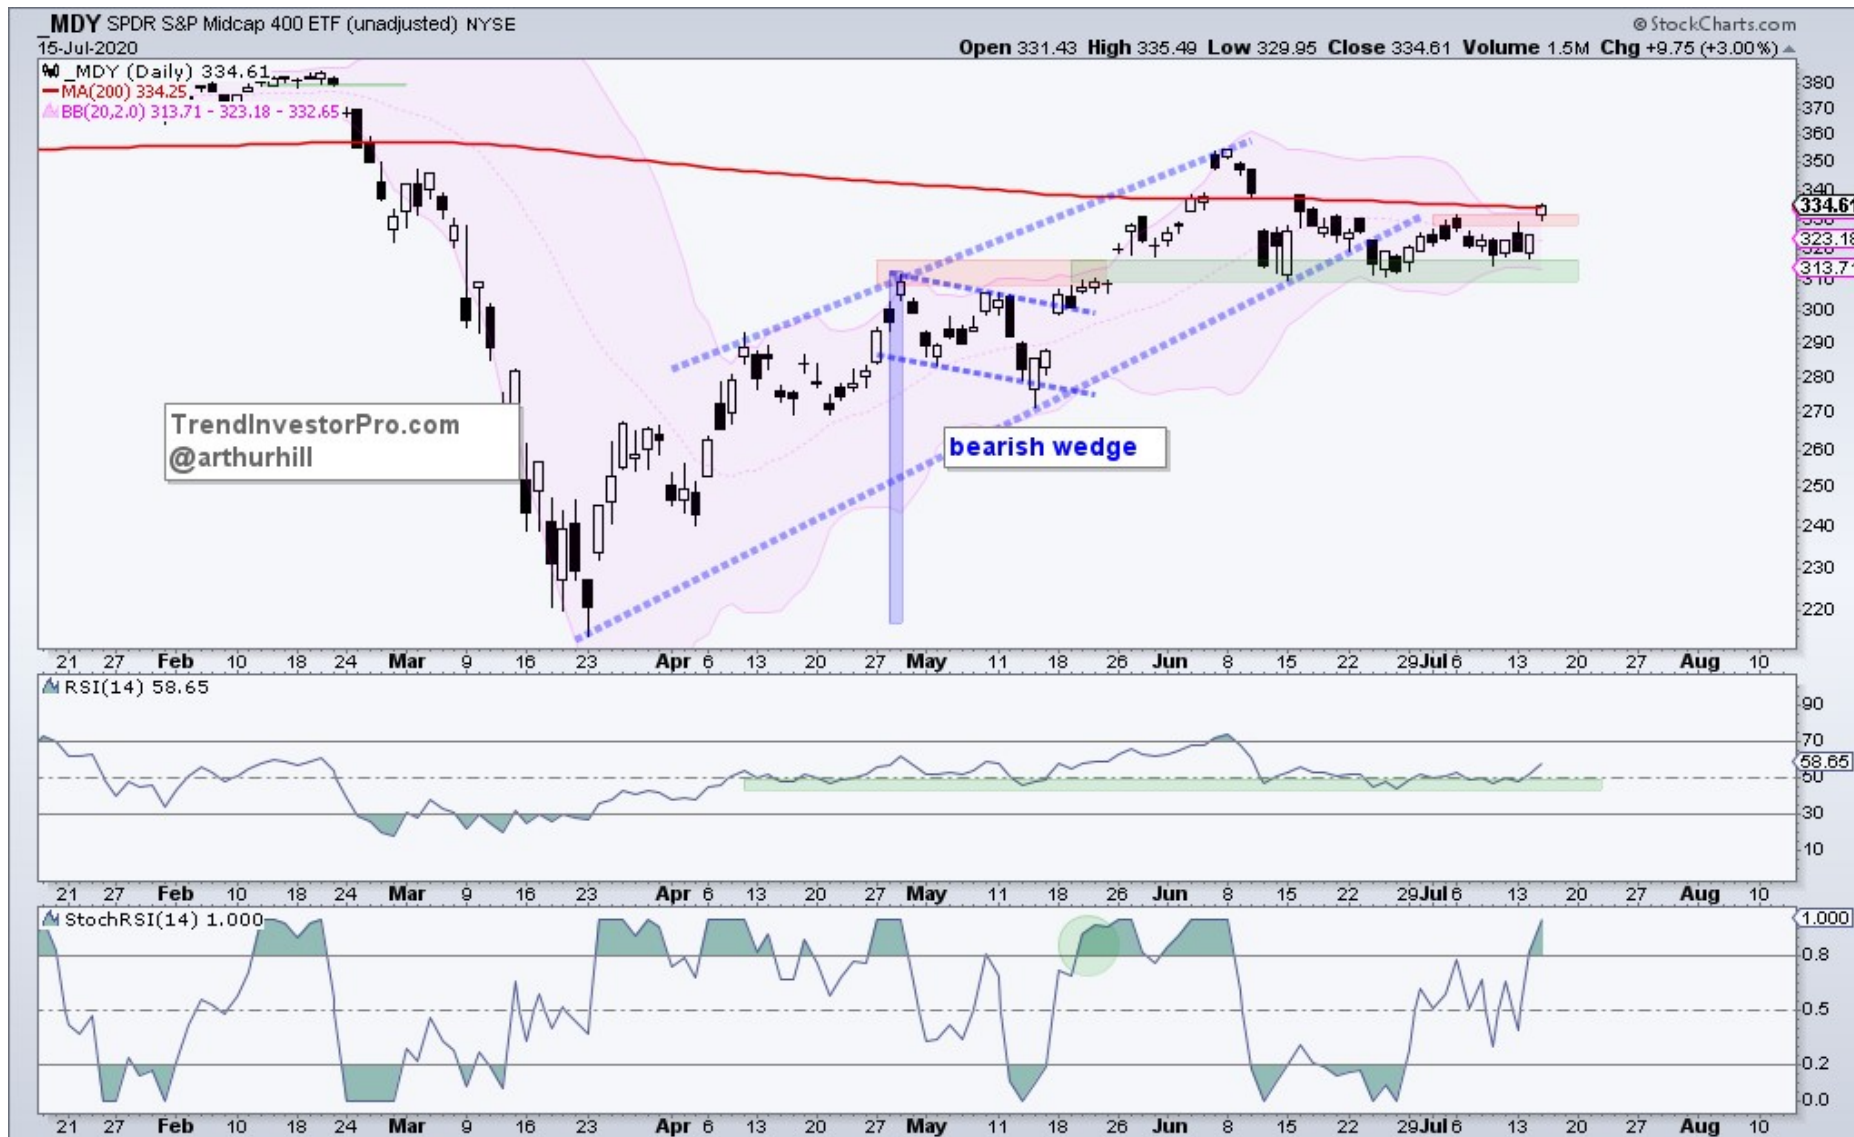 _MDY SPDR S&P Midcap 400 ETF (unadjusted) NYSE
© StockCharts.com
15-Jul-2020
Open 331.43 High 335.49 Low 329.95 Close 334.61 Volume 1.5M Chg +9.75 (+3.00%)
_MDY (Daily) 334.61
MA(200) 334.25
BB(20,2.0) 313.71 - 323.18 - 332.65
380
370
360
350
340
334.61
323.18
313.71
300
290
280
270
260
250
240
230
220
TrendInvestorPro.com
@arthurhill
bearish wedge
21 27 Feb 10 18 24 Mar 9 16 23 Apr 6 13 20 27 May 11 18 26 Jun 8 15 22 29 Jul 6 13 20 27 Aug 10
RSI(14) 58.65
90
70
58.65
50
30
10
21 27 Feb 10 18 24 Mar 9 16 23 Apr 6 13 20 27 May 11 18 26 Jun 8 15 22 29 Jul 6 13 20 27 Aug 10
StochRSI(14) 1.000
1.000
0.8
0.5
0.2
0.0
21 27 Feb 10 18 24 Mar 9 16 23 Apr 6 13 20 27 May 11 18 26 Jun 8 15 22 29 Jul 6 13 20 27 Aug 10